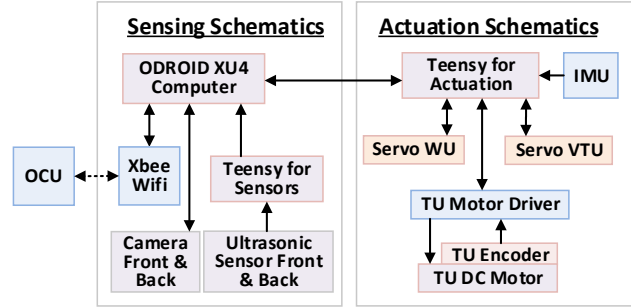 Sensing Schematics
Actuation Schematics
ODROID XU4
Computer
Teensy for
Actuation
IMU
Servo WU
Servo VTU
OCU
Xbee
Wifi
Teensy for
Sensors
TU Motor Driver
Camera
Front &
Back
Ultrasonic
Sensor Front
& Back
TU Encoder
TU DC Motor